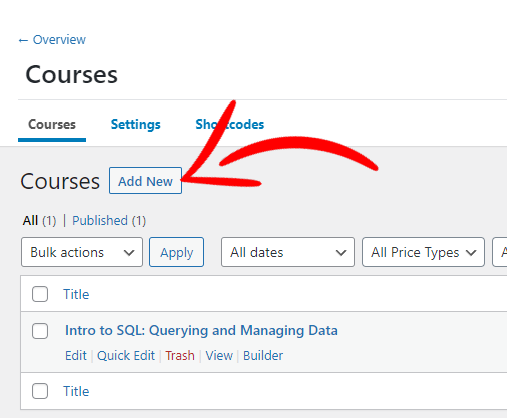 ← Overview
Courses
Courses Settings Shortcodes
Courses Add New
All (1) | Published (1)
Bulk actions Apply All dates All Price Types A
Title
Intro to SQL: Querying and Managing Data
Edit | Quick Edit | Trash | View | Builder
Title